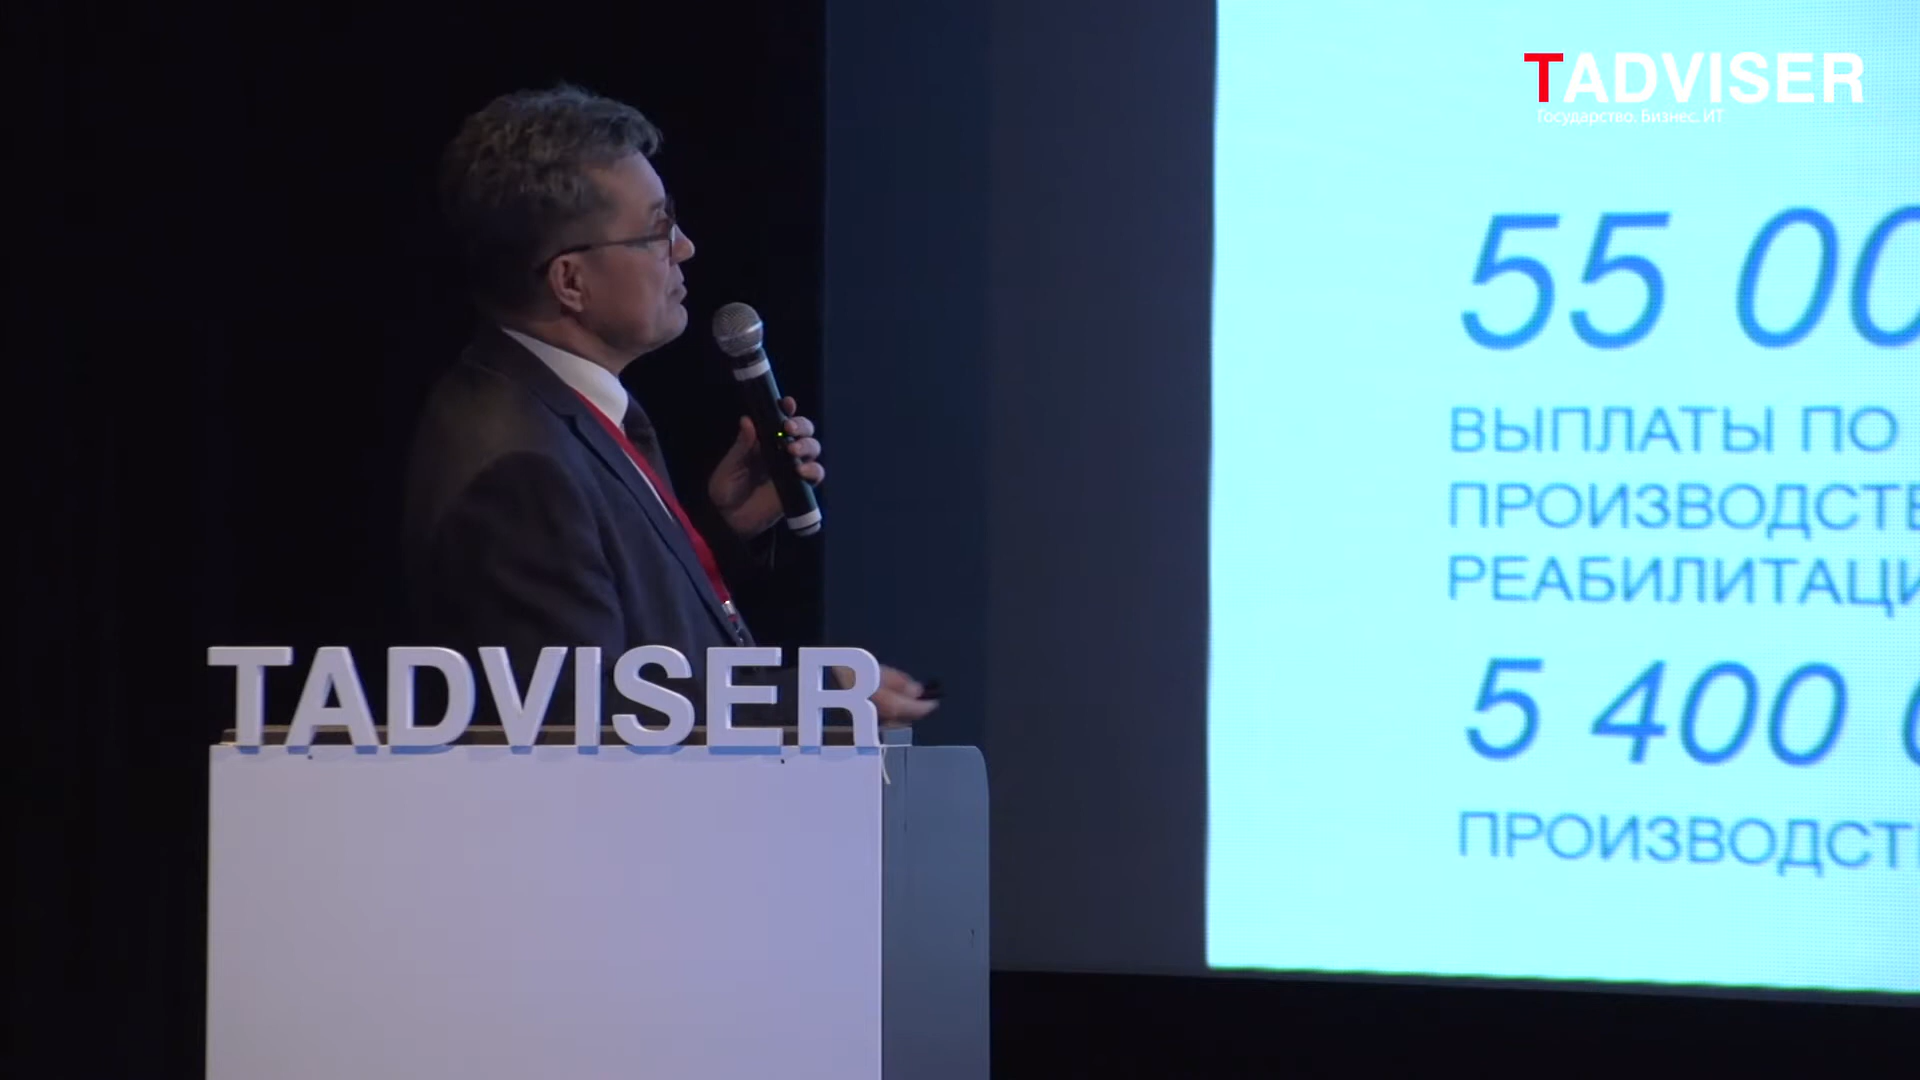 TADVISER
Государство. Бизнес. ИТ
55 00
ВЫПЛАТЫ ПО
ПРОИЗВОДСТВ
РЕАБИЛИТАЦИ
5 400
ПРОИЗВОДСТ
TADVISER